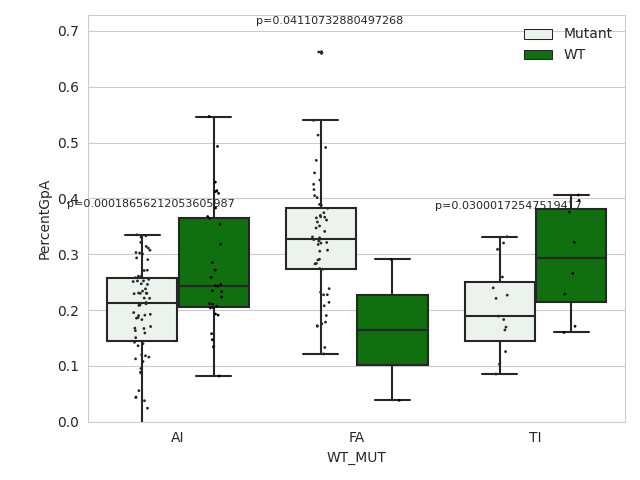 p=0.04110732880497268
Mutant
WT
p=0.00018656212053605987
p=0.03000172547519417
PercentGpA
0.7
0.6
0.5
0.4
0.3
0.2
0.1
0.0
AI
FA
TI
WT_MUT